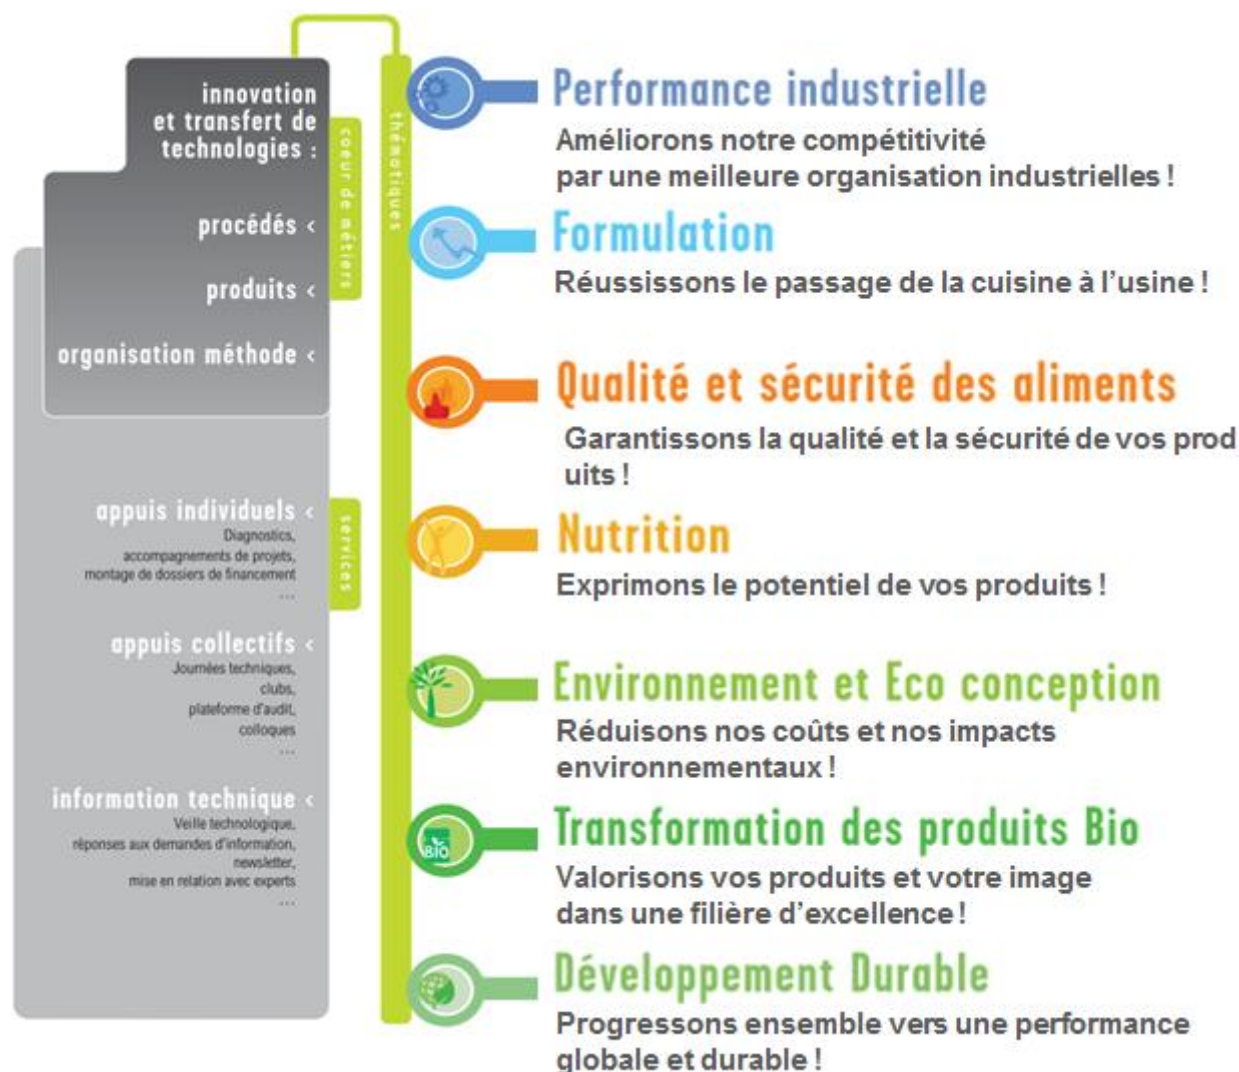 innovation
et transfert de
technologies :
procédés <
produits <
organisation méthode <
coeur de métiers
appuis individuels <
Diagnostics,
accompagnements de projets,
montage de dossiers de financement
...
appuis collectifs <
Journées techniques,
clubs,
plateforme d'audit,
colloques
...
information technique <
Veille technologique,
réponses aux demandes d'information,
newsletter,
mise en relation avec experts
...
services
thématiques
Performance industrielle
Améliorons notre compétitivité
par une meilleure organisation industrielles !
Formulation
Réussissons le passage de la cuisine à l'usine !
Qualité et sécurité des aliments
Garantissons la qualité et la sécurité de vos prod
uits !
Nutrition
Exprimons le potentiel de vos produits !
Environnement et Eco conception
Réduisons nos coûts et nos impacts
environnementaux !
BIO
Transformation des produits Bio
Valorisons vos produits et votre image
dans une filière d'excellence !
Développement Durable
Progressons ensemble vers une performance
globale et durable !